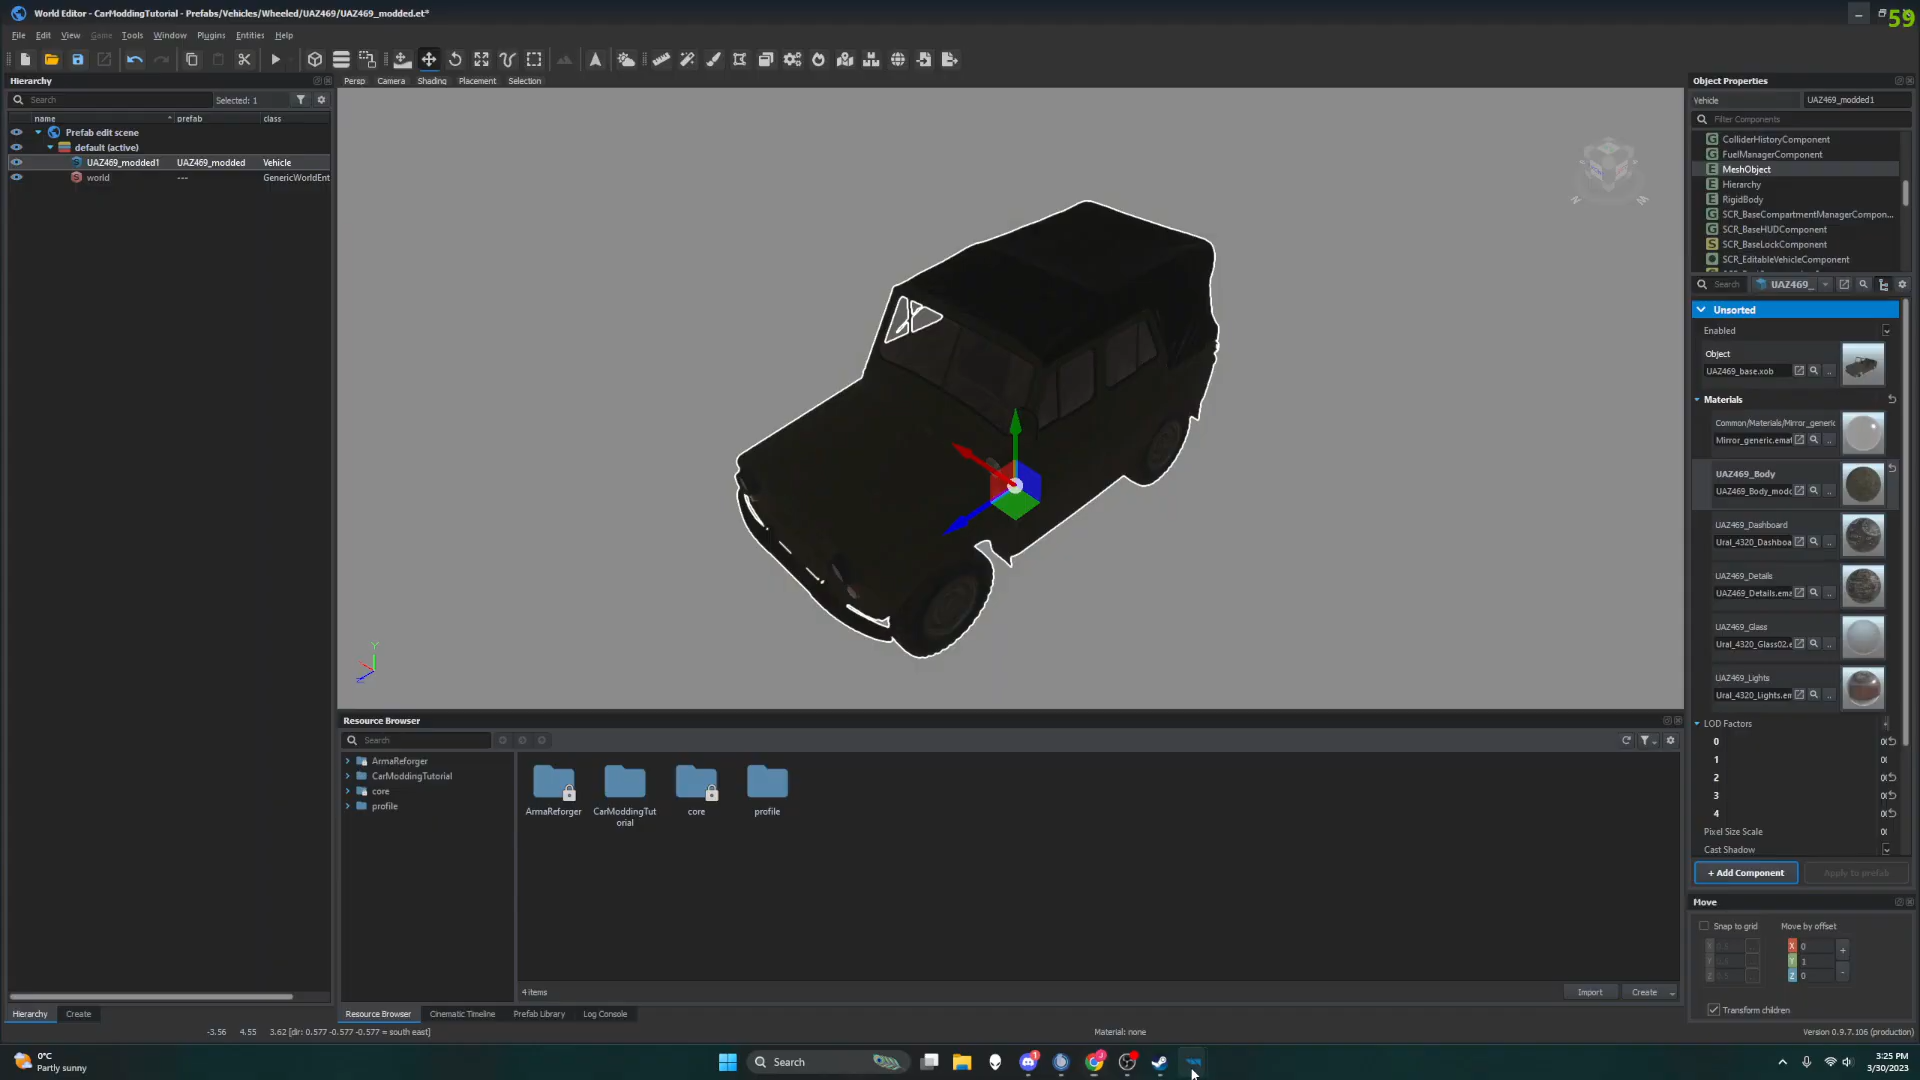 World Editor - CarModdingTutorial - Prefabs/Vehicles/Wheeled/UAZ469/UAZ469_modded.et*
59
File Edit View Game Tools Window Plugins Entities Help
Hierarchy
Persp Camera Shading Placement Selection
Object Properties
Search Selected: 1
Vehicle UAZ469_modded1
name prefab class
Filter Components
Prefab edit scene
default (active)
UAZ469_modded1 UAZ469_modded Vehicle
world --- GenericWorldEnt
ColliderHistoryComponent
FuelManagerComponent
MeshObject
Hierarchy
RigidBody
SCR_BaseCompartmentManagerCompon...
SCR_BaseHUDComponent
SCR_BaseLockComponent
SCR_EditableVehicleComponent
Search UAZ469_
Unsorted
Enabled
Object
UAZ469_base.xob
Materials
Common/Materials/Mirror_generic
Mirror_generic.emat
UAZ469_Body
UAZ469_Body_modd
UAZ469_Dashboard
Ural_4320_Dashboa
UAZ469_Details
UAZ469_Details.ema
UAZ469_Glass
Ural_4320_Glass02.e
UAZ469_Lights
Ural_4320_Lights.em
LOD Factors
0
1
2
3
4
Pixel Size Scale
Cast Shadow
+ Add Component Apply to prefab
Move
Snap to grid Move by offset
X 0
Y 1
Z 0
Transform children
Y
Resource Browser
Search
ArmaReforger
CarModdingTutorial
core
profile
ArmaReforger CarModdingTut
orial core profile
4 items Import Create
Hierarchy Create Resource Browser Cinematic Timeline Prefab Library Log Console
-3.56 4.55 3.62 [dir: 0.577 -0.577 -0.577 = south east] Material: none Version 0.9.7.106 (production)
0°C
Partly sunny
Search
3:25 PM
3/30/2023